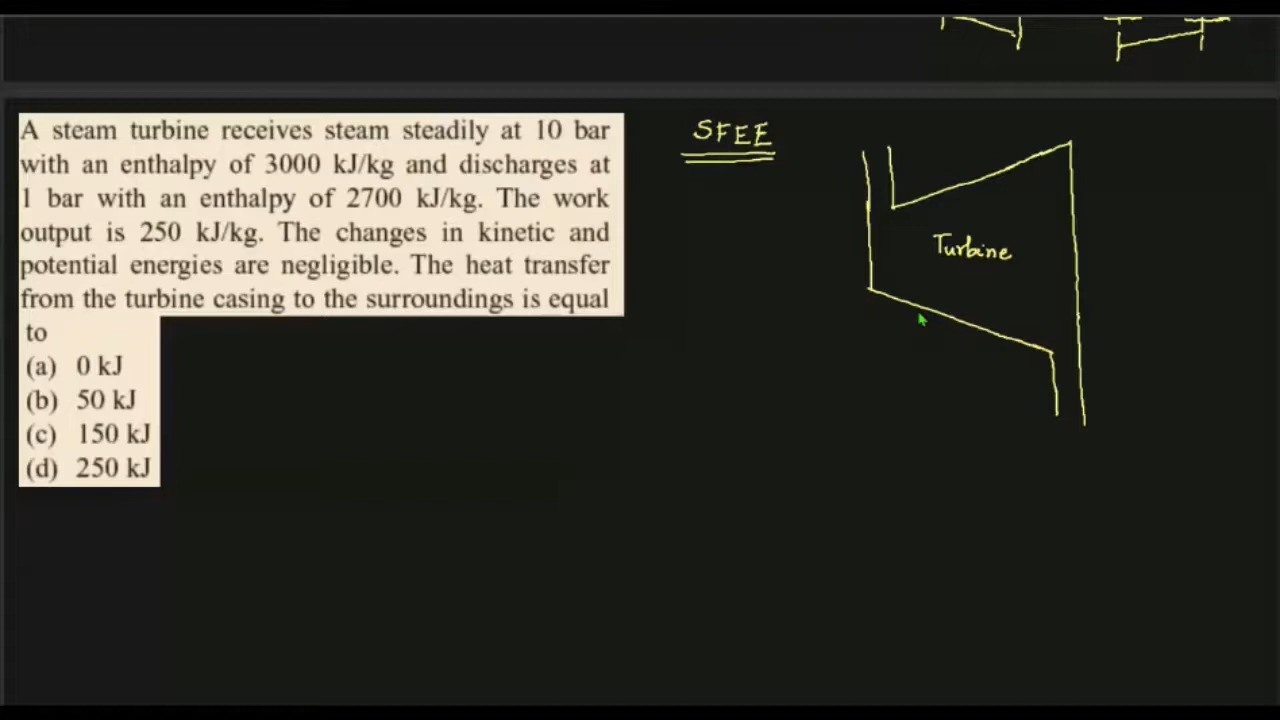 A steam turbine receives steam steadily at 10 bar
with an enthalpy of 3000 kJ/kg and discharges at
1 bar with an enthalpy of 2700 kJ/kg. The work
output is 250 kJ/kg. The changes in kinetic and
potential energies are negligible. The heat transfer
from the turbine casing to the surroundings is equal
to
(a) 0 kJ
(b) 50 kJ
(c) 150 kJ
(d) 250 kJ
SFEE
Turbine